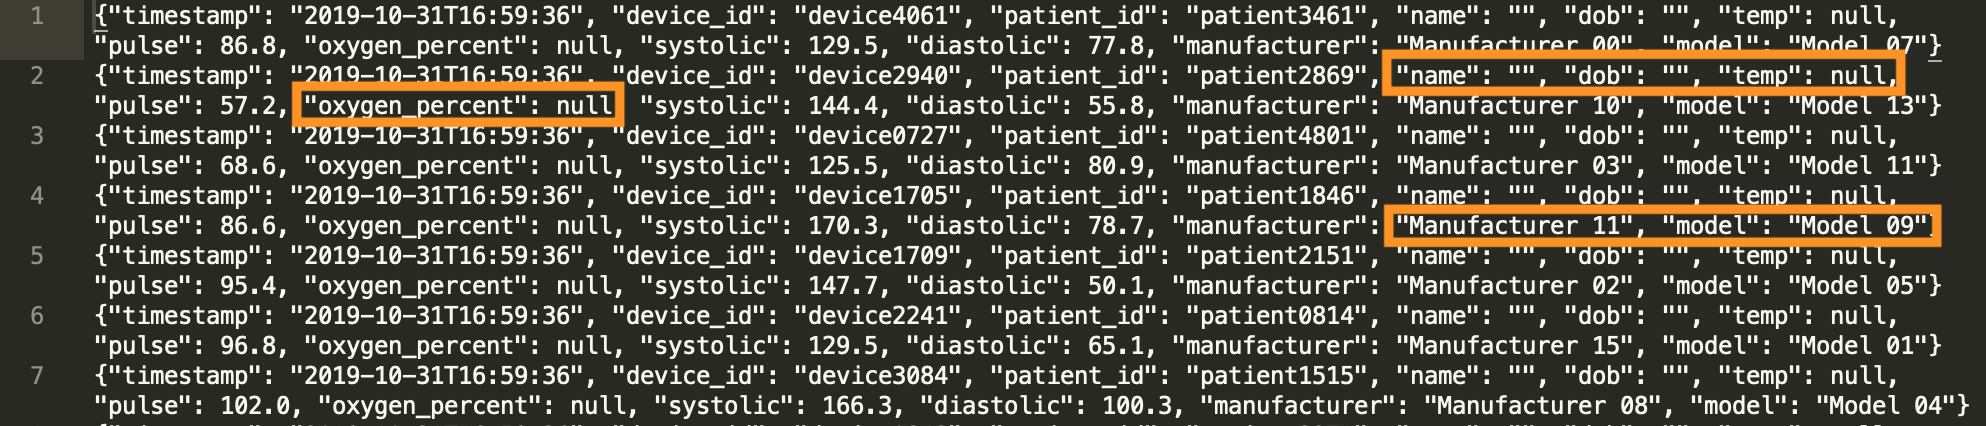 1 {"timestamp": "2019-10-31T16:59:36", "device_id": "device4061", "patient_id": "patient3461", "name": "", "dob": "", "temp": null,
"pulse": 86.8, "oxygen_percent": null, "systolic": 129.5, "diastolic": 77.8, "manufacturer": "Manufacturer 00", "model": "Model 07"}
2 {"timestamp": "2019-10-31T16:59:36", "device_id": "device2940", "patient_id": "patient2869", "name": "", "dob": "", "temp": null,
"pulse": 57.2, "oxygen_percent": null "systolic": 144.4, "diastolic": 55.8, "manufacturer": "Manufacturer 10", "model": "Model 13"}
3 {"timestamp": "2019-10-31T16:59:36", "device_id": "device0727", "patient_id": "patient4801", "name": "", "dob": "", "temp": null,
"pulse": 68.6, "oxygen_percent": null, "systolic": 125.5, "diastolic": 80.9, "manufacturer": "Manufacturer 03", "model": "Model 11"}
4 {"timestamp": "2019-10-31T16:59:36", "device_id": "device1705", "patient_id": "patient1846", "name": "", "dob": "", "temp": null,
"pulse": 86.6, "oxygen_percent": null, "systolic": 170.3, "diastolic": 78.7, "manufacturer": "Manufacturer 11", "model": "Model 09"}
5 {"timestamp": "2019-10-31T16:59:36", "device_id": "device1709", "patient_id": "patient2151", "name": "", "dob": "", "temp": null,
"pulse": 95.4, "oxygen_percent": null, "systolic": 147.7, "diastolic": 50.1, "manufacturer": "Manufacturer 02", "model": "Model 05"}
6 {"timestamp": "2019-10-31T16:59:36", "device_id": "device2241", "patient_id": "patient0814", "name": "", "dob": "", "temp": null,
"pulse": 96.8, "oxygen_percent": null, "systolic": 129.5, "diastolic": 65.1, "manufacturer": "Manufacturer 15", "model": "Model 01"}
7 {"timestamp": "2019-10-31T16:59:36", "device_id": "device3084", "patient_id": "patient1515", "name": "", "dob": "", "temp": null,
"pulse": 102.0, "oxygen_percent": null, "systolic": 166.3, "diastolic": 100.3, "manufacturer": "Manufacturer 08", "model": "Model 04"}